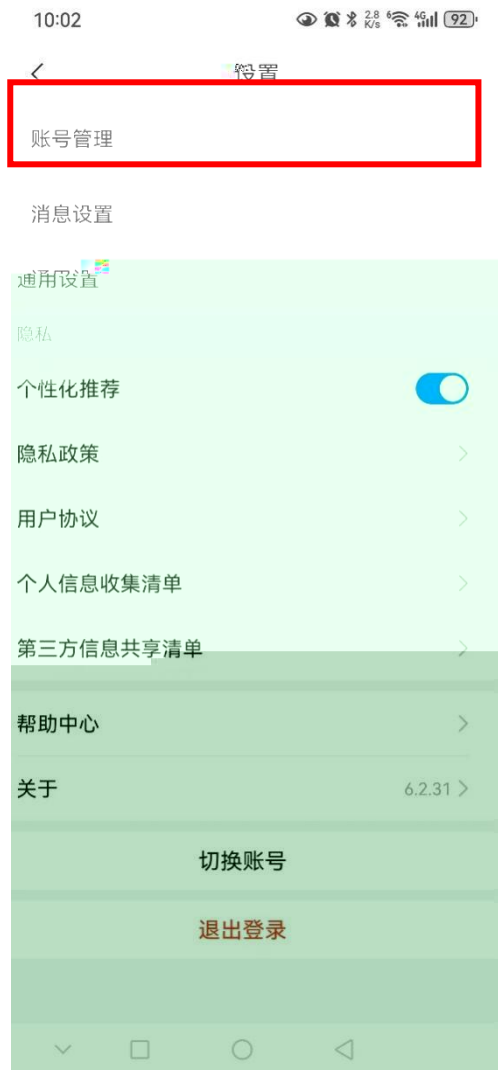 10:02
2.8 K/s 6 4G 92
设置
账号管理
消息设置
通用设置
隐私
个性化推荐
隐私政策
用户协议
个人信息收集清单
第三方信息共享清单
帮助中心
关于 6.2.31
切换账号
退出登录